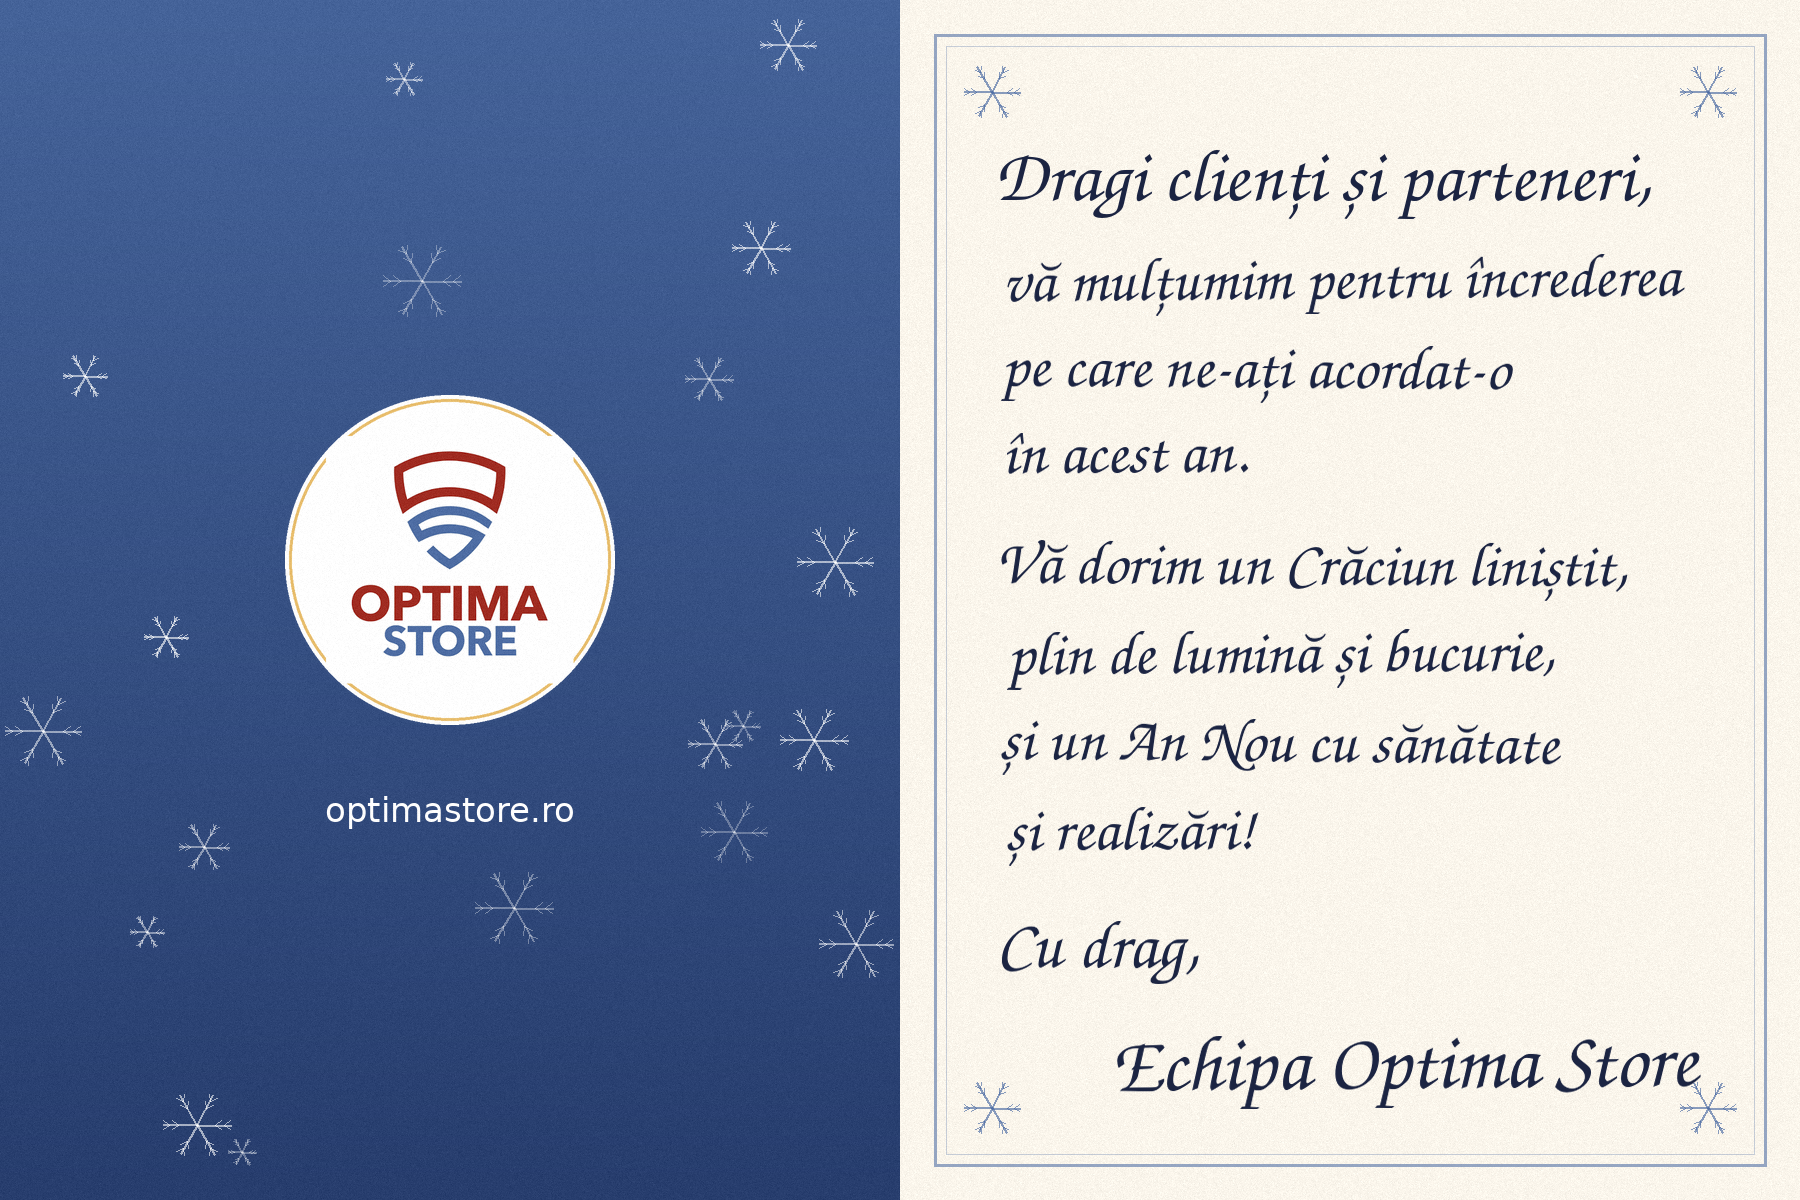 OPTIMA
STORE
optimastore.ro
Dragi clienți și parteneri,
vă mulțumim pentru încrederea
pe care ne-ați acordat-o
în acest an.
Vă dorim un Crăciun liniștit,
plin de lumină și bucurie,
și un An Nou cu sănătate
și realizări!
Cu drag,
Echipa Optima Store